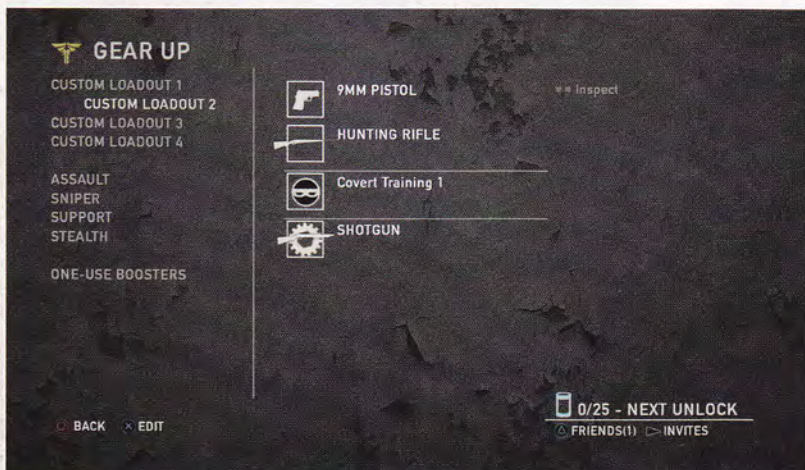 GEAR UP
CUSTOM LOADOUT 1
CUSTOM LOADOUT 2
CUSTOM LOADOUT 3
CUSTOM LOADOUT 4
ASSAULT
SNIPER
SUPPORT
STEALTH
ONE-USE BOOSTERS
9MM PISTOL
HUNTING RIFLE
Covert Training 1
SHOTGUN
Inspect
BACK EDIT
0/25 - NEXT UNLOCK
FRIENDS(1) INVITES